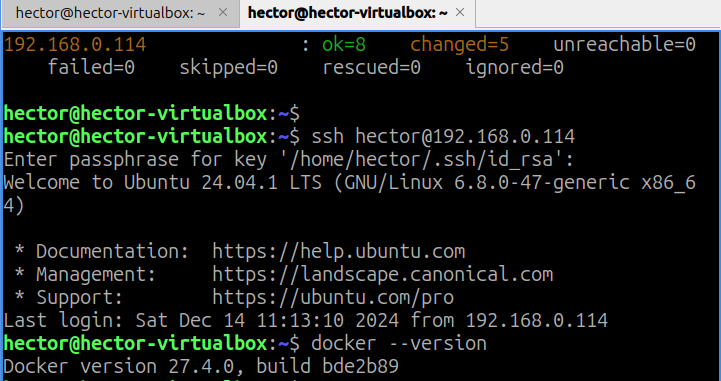 hector@hector-virtualbox: ~ × hector@hector-virtualbox: ~ ×
192.168.0.114 : ok=8 changed=5 unreachable=0
failed=0 skipped=0 rescued=0 ignored=0
hector@hector-virtualbox:~$
hector@hector-virtualbox:~$ ssh hector@192.168.0.114
Enter passphrase for key '/home/hector/.ssh/id_rsa':
Welcome to Ubuntu 24.04.1 LTS (GNU/Linux 6.8.0-47-generic x86_6
4)
* Documentation: https://help.ubuntu.com
* Management: https://landscape.canonical.com
* Support: https://ubuntu.com/pro
Last login: Sat Dec 14 11:13:10 2024 from 192.168.0.114
hector@hector-virtualbox:~$ docker --version
Docker version 27.4.0, build bde2b89